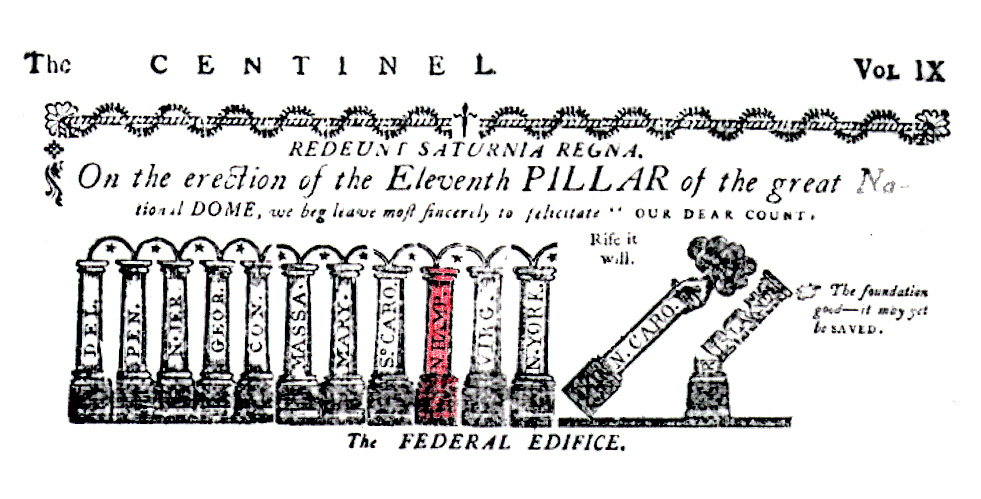 The CENTINEL. VOL IX
REDEUNT SATURNIA REGNA.
On the erection of the Eleventh PILLAR of the great Na-
tional DOME, we beg leave moſt ſincerely to felicitate " OUR DEAR COUNT.
Riſe it
will.
The foundation
good—it may yet
be SAVED.
DEL.
PEN.
N.JER
GEOR.
CON.
MASSA.
MARY.
So. CARO.
N.HAMP.
VIRG.
N.YORK.
N. CARO.
The FEDERAL EDIFICE.